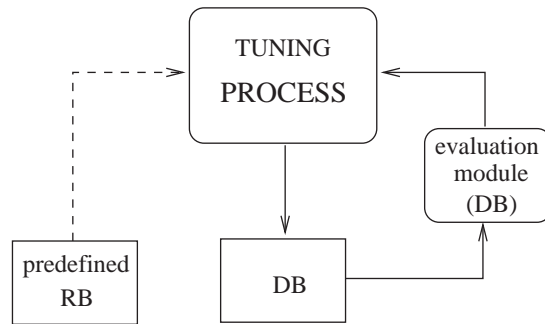 TUNING
PROCESS
evaluation
module
(DB)
predefined
RB
DB